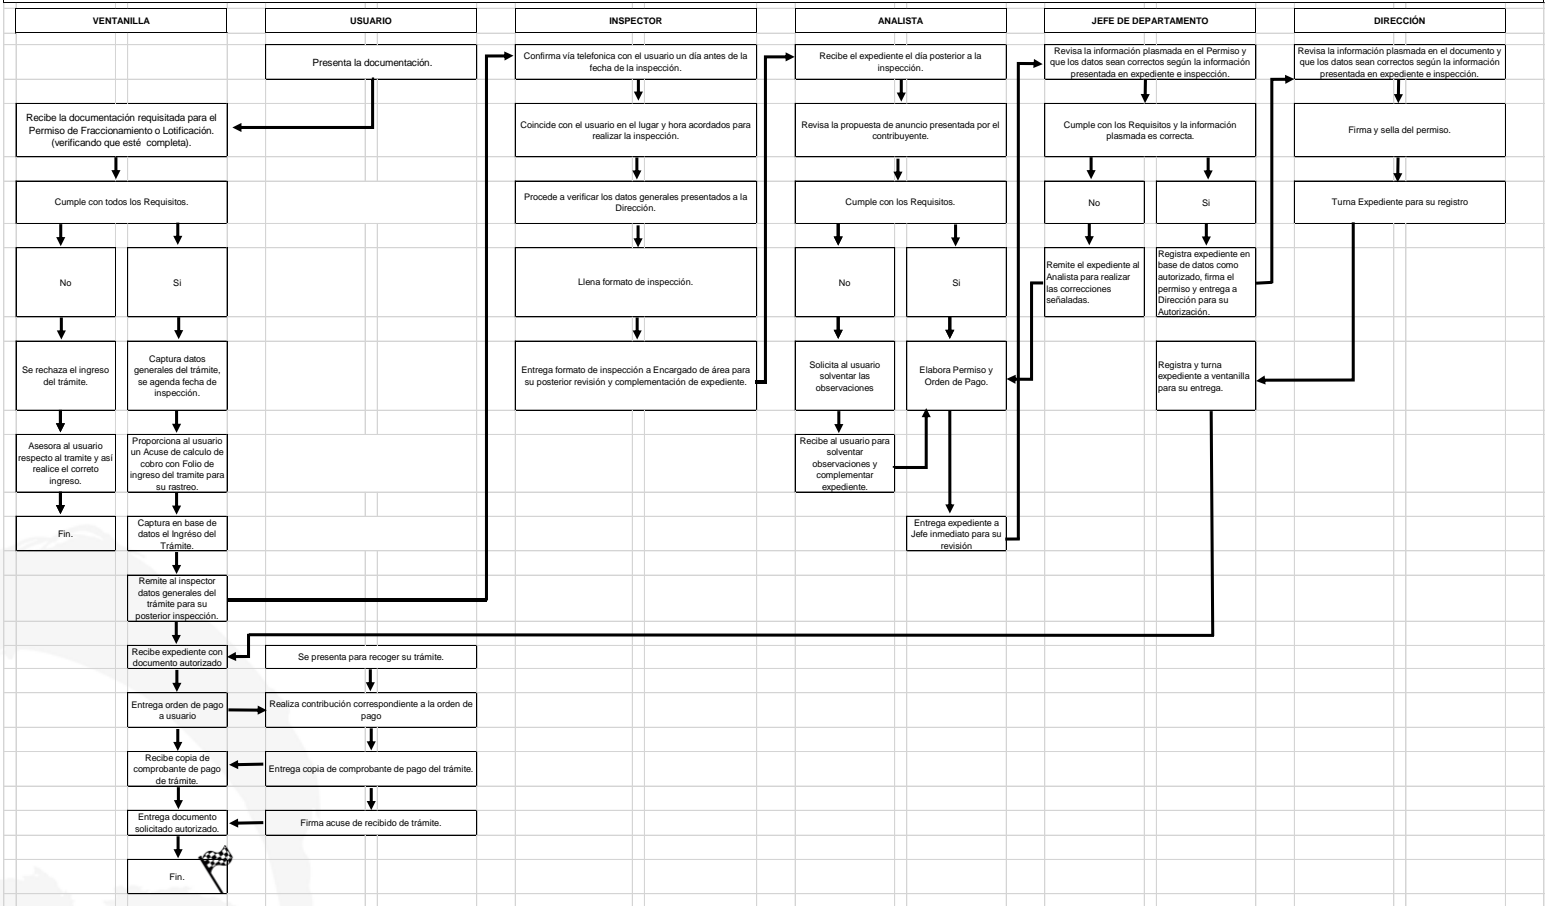 VENTANILLA
USUARIO
INSPECTOR
ANALISTA
JEFE DE DEPARTAMENTO
DIRECCIÓN
Presenta la documentación.
Confirma vía telefonica con el usuario un día antes de la
fecha de la inspección.
Recibe el expediente el día posterior a la
inspección.
Revisa la información plasmada en el Permiso y
que los datos sean correctos según la información
presentada en expediente e inspección.
Revisa la información plasmada en el documento y
que los datos sean correctos según la información
presentada en expediente e inspección.
Recibe la documentación requisitada para el
Permiso de Fraccionamiento o Lotificación.
(verificando que esté completa).
Coincide con el usuario en el lugar y hora acordados para
realizar la inspección.
Revisa la propuesta de anuncio presentada por el
contribuyente.
Cumple con los Requisitos y la información
plasmada es correcta.
Firma y sella del permiso.
Cumple con todos los Requisitos.
Procede a verificar los datos generales presentados a la
Dirección.
Cumple con los Requisitos.
No
Si
Turna Expediente para su registro
No
Si
Llena formato de inspección.
No
Si
Remite el expediente al
Analista para realizar
las correcciones
señaladas.
Registra expediente en
base de datos como
autorizado, firma el
permiso y entrega a
Dirección para su
Autorización.
Se rechaza el ingreso
del trámite.
Captura datos
generales del trámite,
se agenda fecha de
inspección.
Entrega formato de inspección a Encargado de área para
su posterior revisión y complementación de expediente.
Solicita al usuario
solventar las
observaciones
Elabora Permiso y
Orden de Pago.
Registra y turna
expediente a ventanilla
para su entrega.
Asesora al usuario
respecto al tramite y así
realice el correto
ingreso.
Proporciona al usuario
un Acuse de calculo de
cobro con Folio de
ingreso del tramite para
su rastreo.
Recibe al usuario para
solventar
observaciones y
complementar
expediente.
Fin.
Captura en base de
datos el Ingréso del
Trámite.
Entrega expediente a
Jefe inmediato para su
revisión
Remite al inspector
datos generales del
trámite para su
posterior inspección.
Recibe expediente con
documento autorizado
Se presenta para recoger su trámite.
Entrega orden de pago
a usuario
Realiza contribución correspondiente a la orden de
pago
Recibe copia de
comprobante de pago
de trámite.
Entrega copia de comprobante de pago del trámite.
Entrega documento
solicitado autorizado.
Firma acuse de recibido de trámite.
Fin.